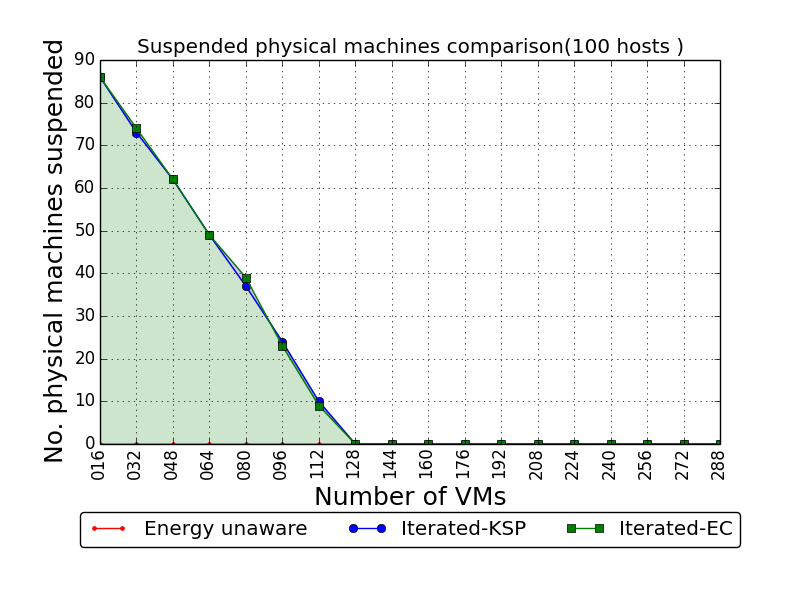 Suspended physical machines comparison(100 hosts )
No. physical machines suspended
90
80
70
60
50
40
30
20
10
0
016 032 048 064 080 096 112 128 144 160 176 192 208 224 240 256 272 288
Number of VMs
Energy unaware Iterated-KSP Iterated-EC